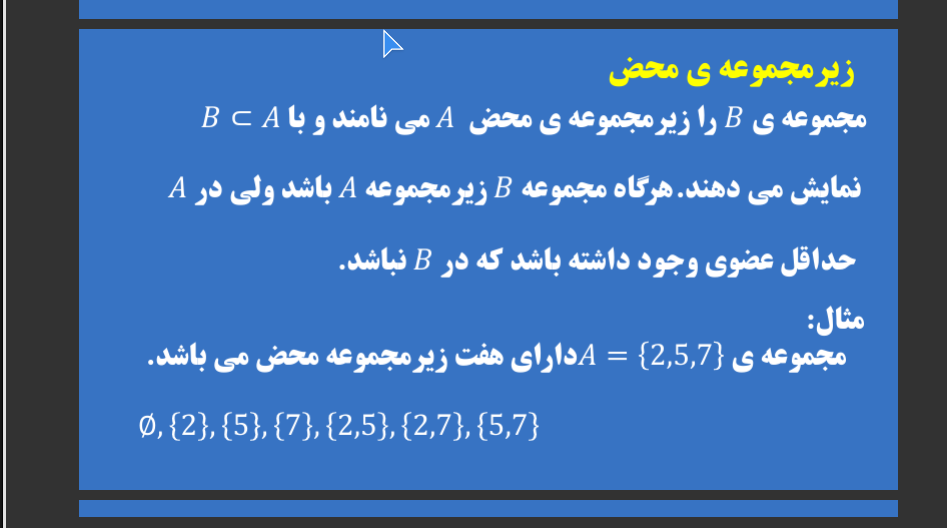 زیرمجموعه ی محض
مجموعه ی B را زیرمجموعه ی محض A می نامند و با B ⊂ A
نمایش می دهند.هرگاه مجموعه B زیرمجموعه A باشد ولی در A
حداقل عضوی وجود داشته باشد که در B نباشد.
مثال:
مجموعه ی A = {2,5,7}دارای هفت زیرمجموعه محض می باشد.
∅, {2}, {5}, {7}, {2,5}, {2,7}, {5,7}